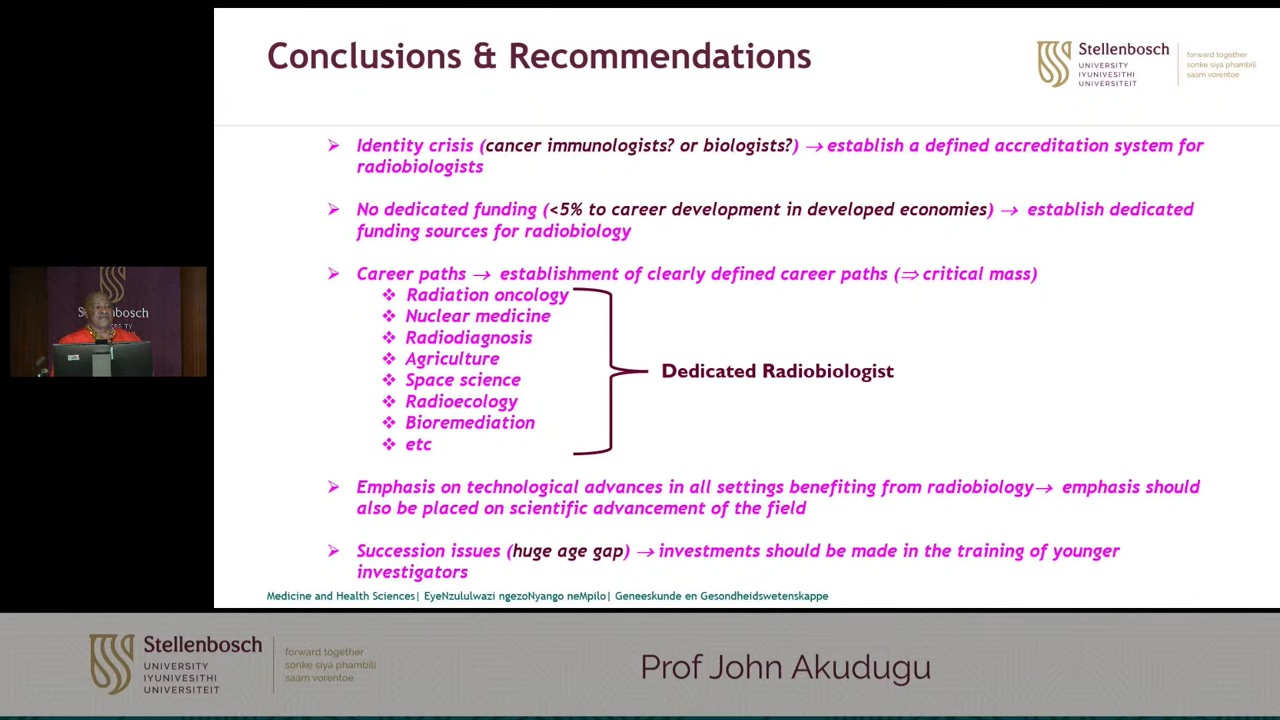 Conclusions & Recommendations
Stellenbosch
UNIVERSITY
IYUNIVESITHI
UNIVERSITEIT
forward together
sonke siya phambili
saam vorentoe
➢ Identity crisis (cancer immunologists? or biologists?) → establish a defined accreditation system for
radiobiologists
➢ No dedicated funding (<5% to career development in developed economies) → establish dedicated
funding sources for radiobiology
➢ Career paths → establishment of clearly defined career paths (⇒ critical mass)
❖ Radiation oncology
❖ Nuclear medicine
❖ Radiodiagnosis
❖ Agriculture
❖ Space science
❖ Radioecology
❖ Bioremediation
❖ etc
Dedicated Radiobiologist
➢ Emphasis on technological advances in all settings benefiting from radiobiology→ emphasis should
also be placed on scientific advancement of the field
➢ Succession issues (huge age gap) → investments should be made in the training of younger
investigators
Medicine and Health Sciences| EyeNzululwazi ngezoNyango neMpilo| Geneeskunde en Gesondheidswetenskappe
Stellenbosch
UNIVERSITY
IYUNIVESITHI
UNIVERSITEIT
forward together
sonke siya phambili
saam vorentoe
Prof John Akudugu